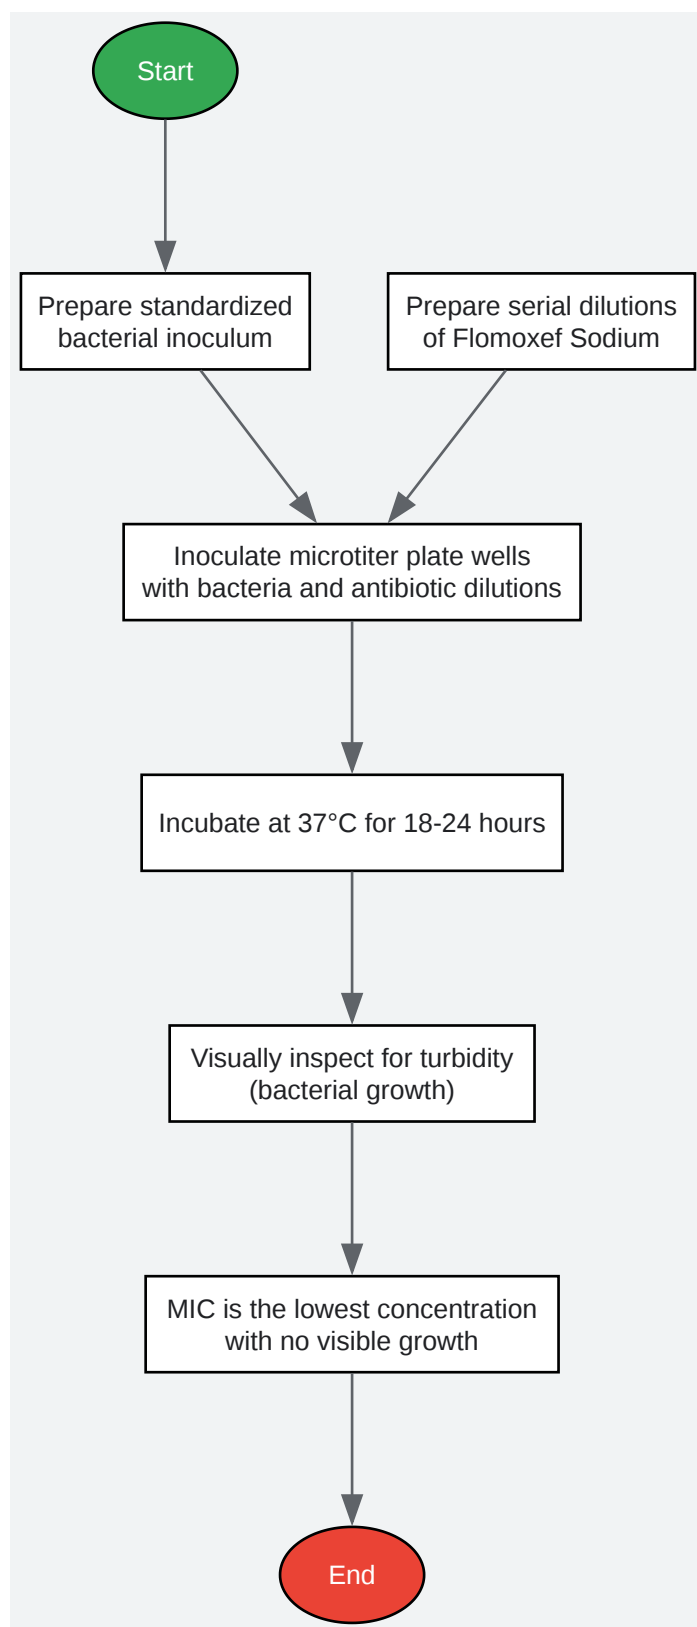 Start
Prepare standardized
bacterial inoculum
Prepare serial dilutions
of Flomoxef Sodium
Inoculate microtiter plate wells
with bacteria and antibiotic dilutions
Incubate at 37°C for 18-24 hours
Visually inspect for turbidity
(bacterial growth)
MIC is the lowest concentration
with no visible growth
End